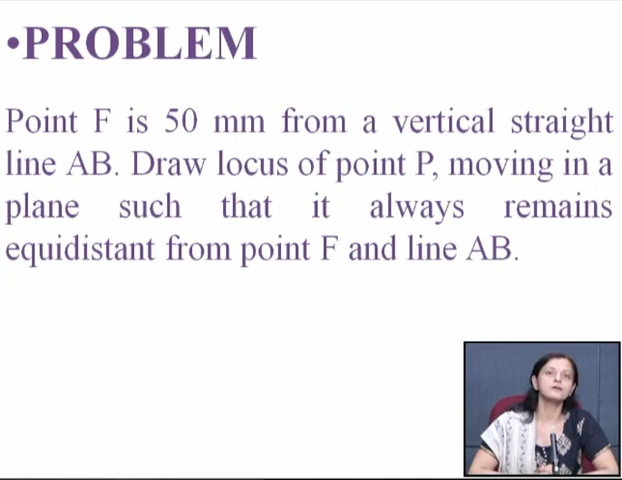 •PROBLEM
Point F is 50 mm from a vertical straight
line AB. Draw locus of point P, moving in a
plane such that it always remains
equidistant from point F and line AB.